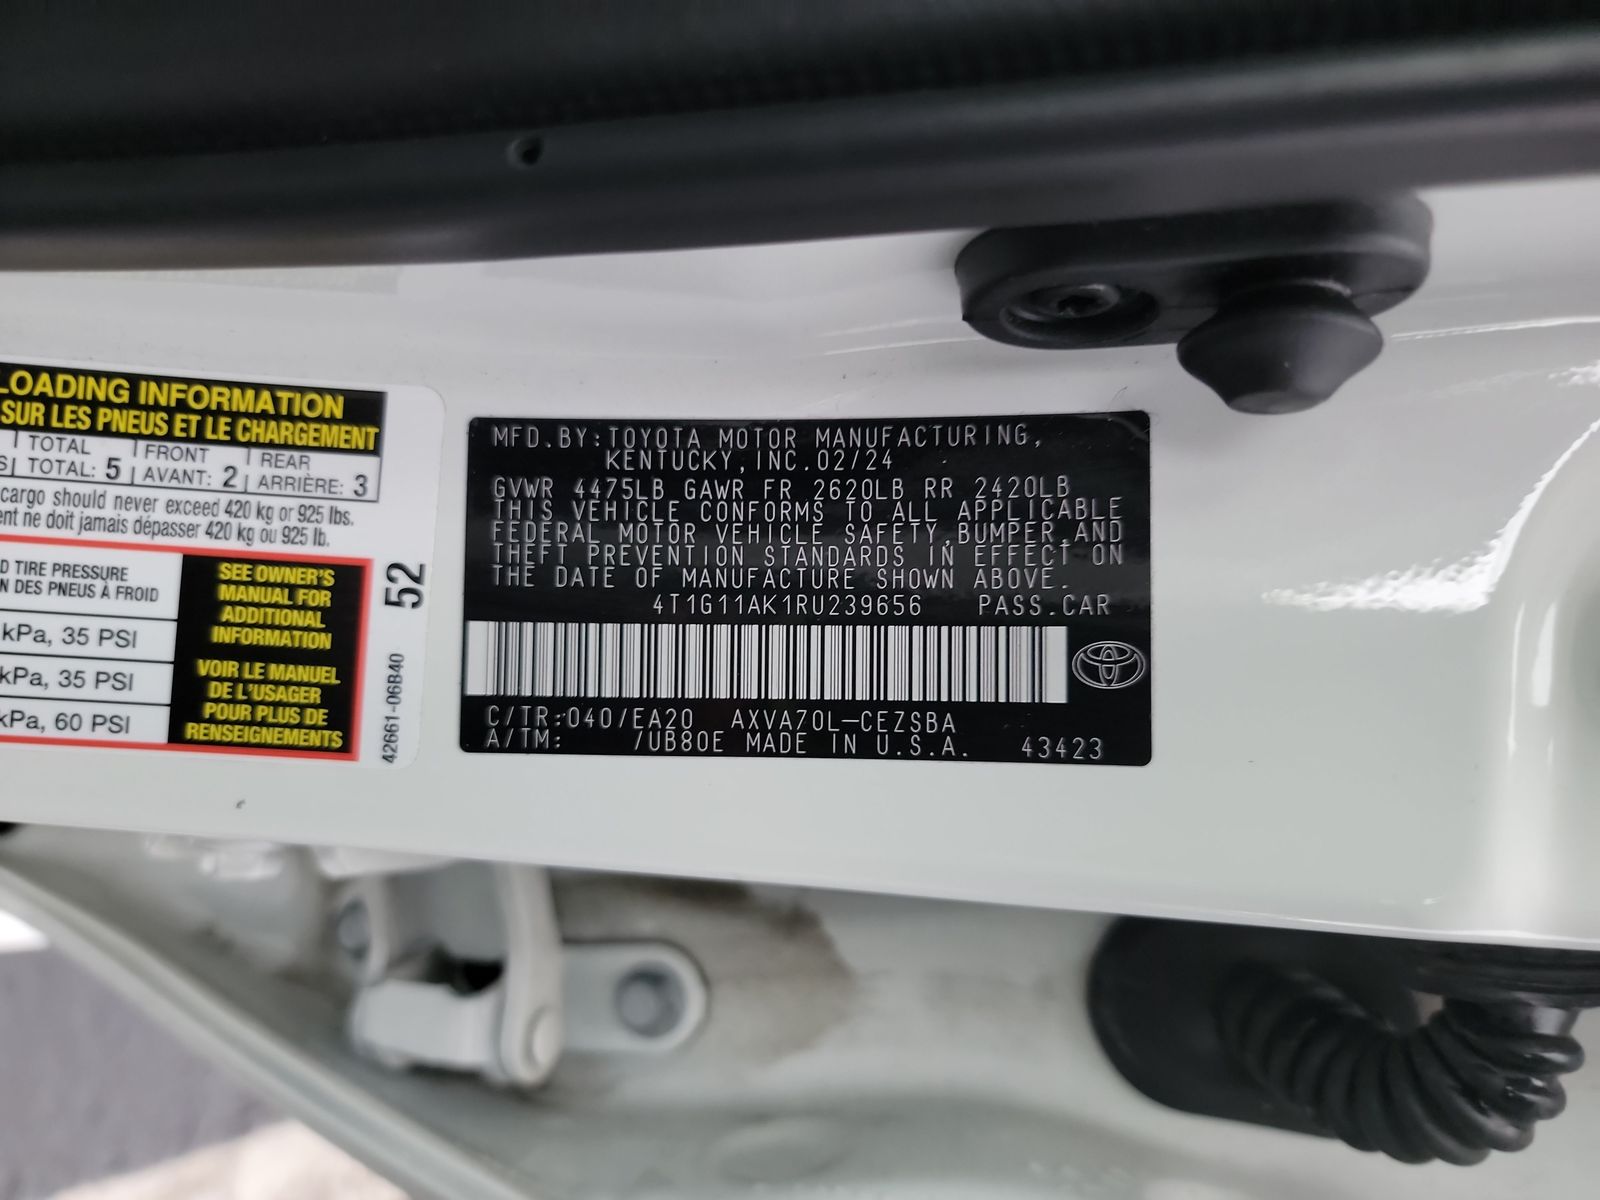 LOADING INFORMATION
SUR LES PNEUS ET LE CHARGEMENT
TOTAL FRONT REAR
TOTAL: 5 AVANT: 2 ARRIÈRE: 3
cargo should never exceed 420 kg or 925 lbs.
ent ne doit jamais dépasser 420 kg ou 925 lb.
D TIRE PRESSURE
N DES PNEUS À FROID
kPa, 35 PSI
kPa, 35 PSI
kPa, 60 PSI
SEE OWNER'S
MANUAL FOR
ADDITIONAL
INFORMATION
VOIR LE MANUEL
DE L'USAGER
POUR PLUS DE
RENSEIGNEMENTS
52
42661-06B40
MFD.BY:TOYOTA MOTOR MANUFACTURING,
KENTUCKY,INC.02/24
GVWR 4475LB GAWR FR 2620LB RR 2420LB
THIS VEHICLE CONFORMS TO ALL APPLICABLE
FEDERAL MOTOR VEHICLE SAFETY,BUMPER,AND
THEFT PREVENTION STANDARDS IN EFFECT ON
THE DATE OF MANUFACTURE SHOWN ABOVE.
4T1G11AK1RU239656 PASS.CAR
C/TR:040/EA20 AXVA70L-CEZSBA
A/TM: /UB80E MADE IN U.S.A. 43423